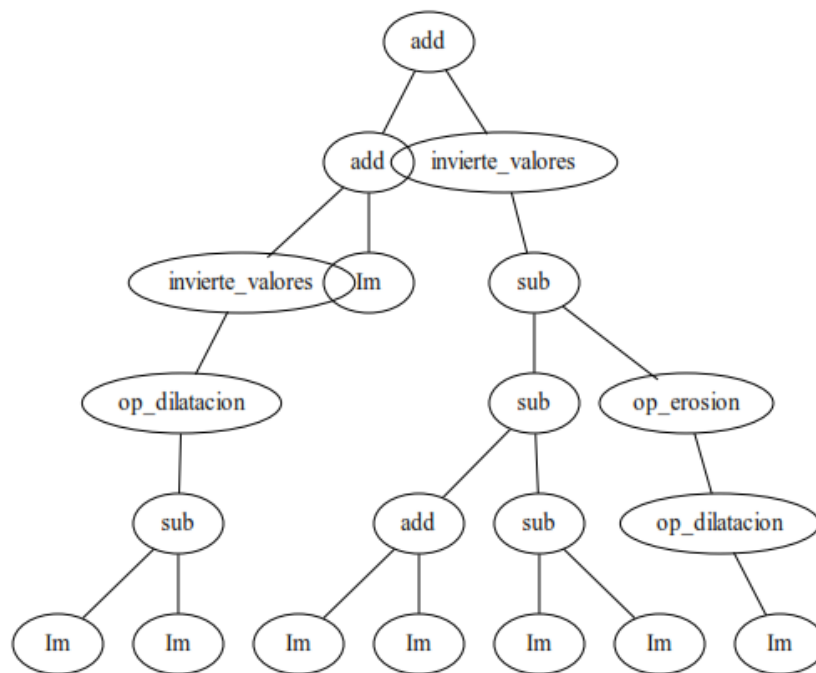 add
add invierte_valores
invierte_valores Im sub
op_dilatacion sub op_erosion
sub add sub op_dilatacion
Im Im Im Im Im Im Im